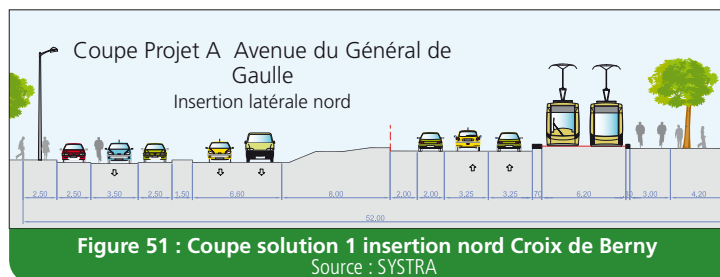 Coupe Projet A Avenue du Général de
Gaulle
Insertion latérale nord
2,50 2,50 3,50 2,50 1,50 6,60 8,00 2,00 2,00 3,25 3,25 70 6,20 3,00 4,20
52,00
Figure 51 : Coupe solution 1 insertion nord Croix de Berny
Source : SYSTRA